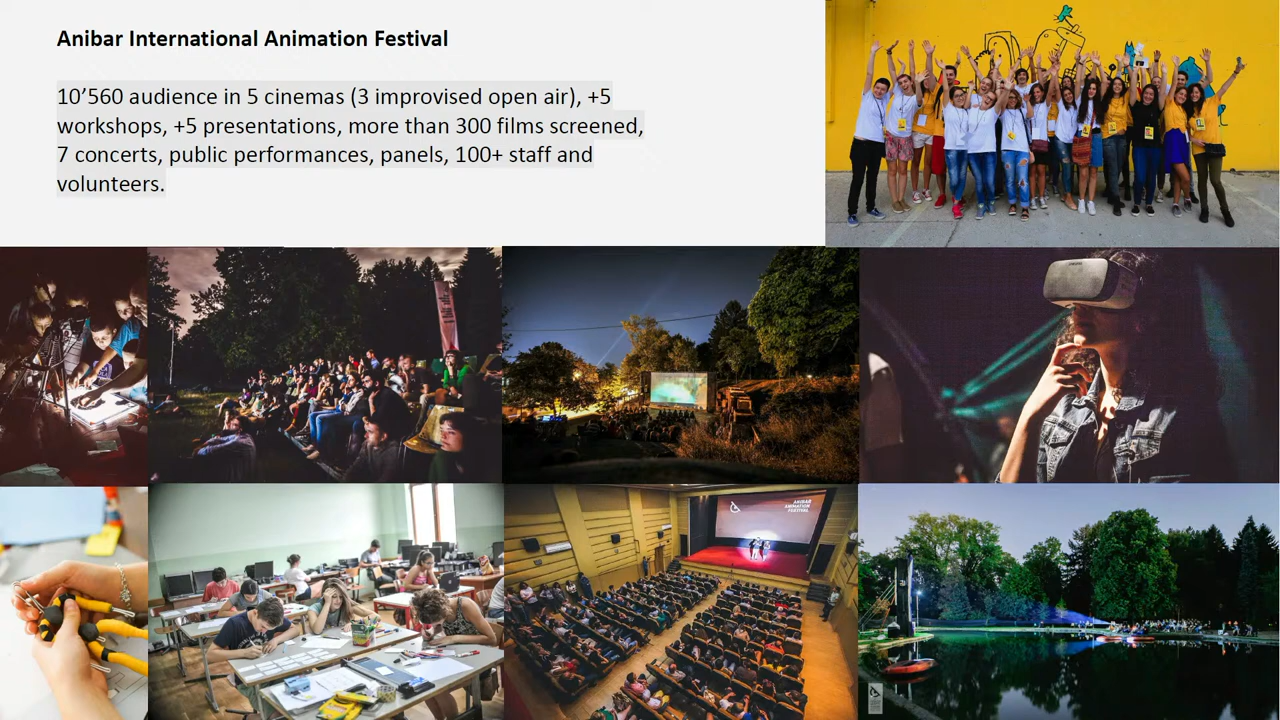 Anibar International Animation Festival
10’560 audience in 5 cinemas (3 improvised open air), +5
workshops, +5 presentations, more than 300 films screened,
7 concerts, public performances, panels, 100+ staff and
volunteers.
ANIBAR
ANIMATION
FESTIVAL